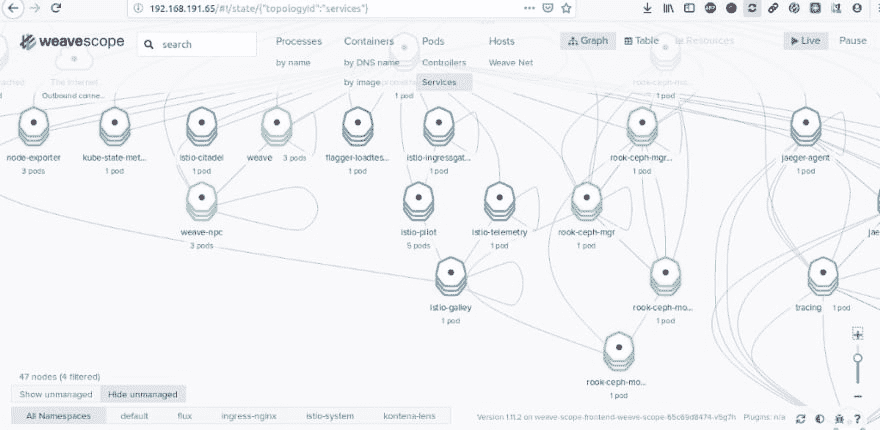 192.168.191.65/#!/state/{"topologyId":"services"}
weavescope
search
Processes Containers Pods Hosts
by name by DNS name Controllers Weave Net
by image Services
Graph Table Resources
Live Pause
The Internet
Outbound conne...
1 pod
rook-ceph-mo...
1 pod
node-exporter
3 pods
kube-state-met...
1 pod
istio-citadel
1 pod
weave
3 pods
flagger-loadtes...
1 pod
istio-ingressgat...
1 pod
rook-ceph-mgr...
1 pod
jaeger-agent
1 pod
weave-npc
3 pods
istio-pilot
5 pods
istio-telemetry
1 pod
rook-ceph-mgr
1 pod
istio-galley
1 pod
rook-ceph-mo...
1 pod
tracing
1 pod
rook-ceph-mo...
1 pod
47 nodes (4 filtered)
Show unmanaged Hide unmanaged
All Namespaces default flux ingress-nginx istio-system kontena-lens
Version 1.11.2 on weave-scope-frontend-weave-scope-65c69d8474-v5g7h Plugins: n/a